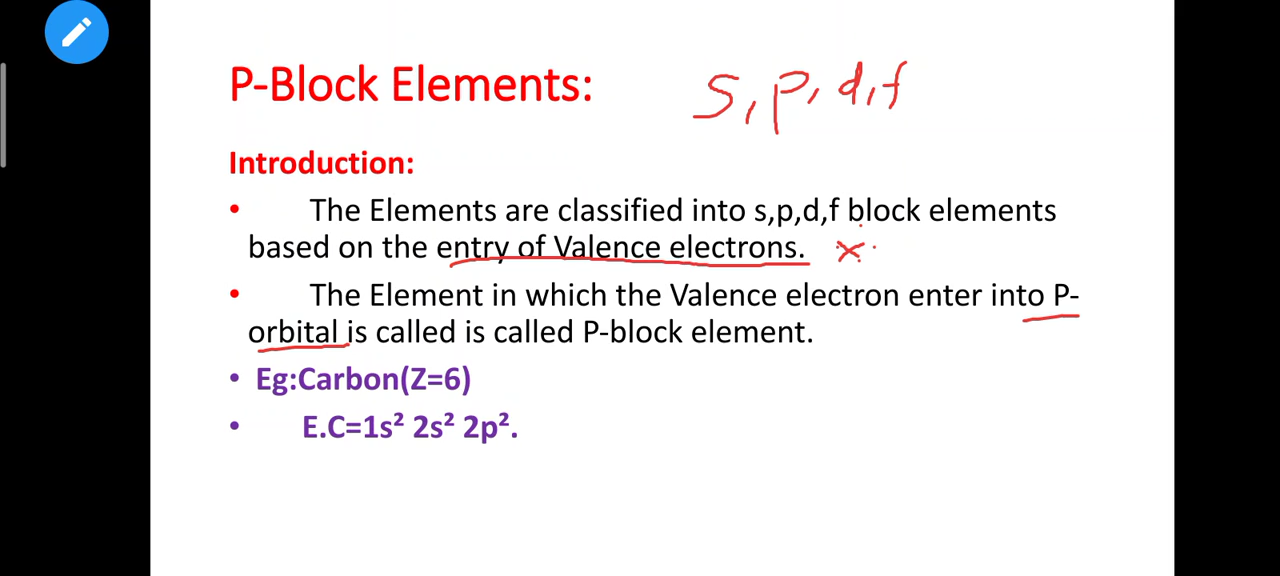 P-Block Elements: s, p, d, f
Introduction:
• The Elements are classified into s,p,d,f block elements
based on the entry of Valence electrons. ×
• The Element in which the Valence electron enter into P-
orbital is called is called P-block element.
• Eg:Carbon(Z=6)
• E.C=1s² 2s² 2p².